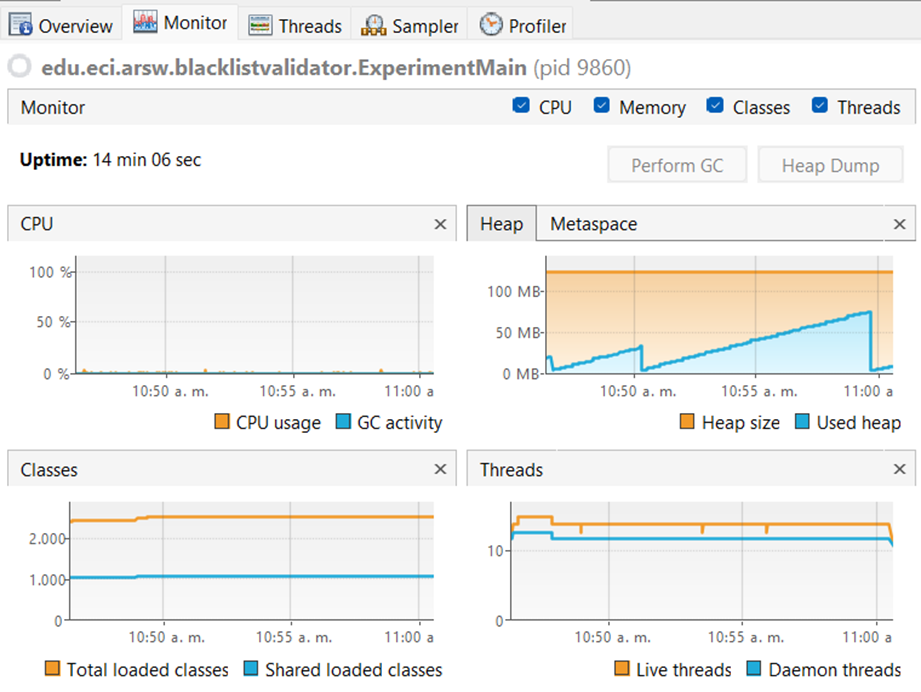 Overview Monitor Threads Sampler Profiler
edu.eci.arsw.blacklistvalidator.ExperimentMain (pid 9860)
Monitor CPU Memory Classes Threads
Uptime: 14 min 06 sec Perform GC Heap Dump
CPU
100 %
50 %
0 %
10:50 a. m. 10:55 a. m. 11:00 a
CPU usage GC activity
Heap Metaspace
100 MB
50 MB
0 MB
10:50 a. m. 10:55 a. m. 11:00 a
Heap size Used heap
Classes
2.000
1.000
0
10:50 a. m. 10:55 a. m. 11:00 a
Total loaded classes Shared loaded classes
Threads
10
0
10:50 a. m. 10:55 a. m. 11:00 a
Live threads Daemon threads